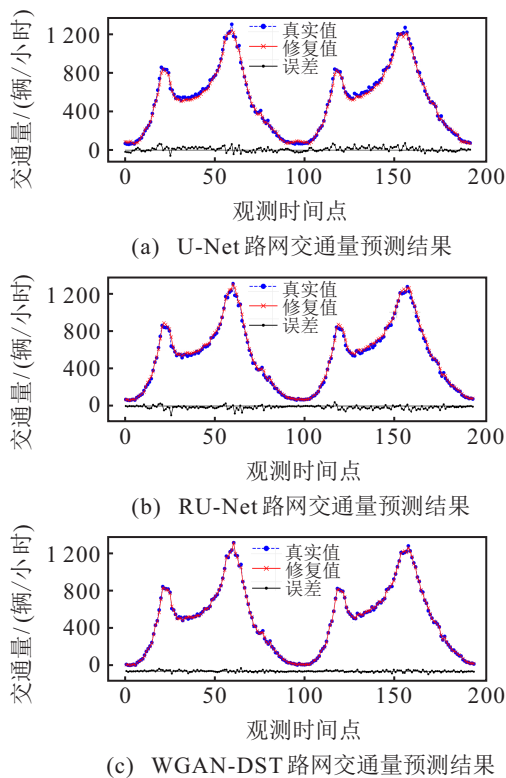 交通量/(辆/小时)
1 200
800
400
0
真实值
修复值
误差
0 50 100 150 200
观测时间点
(a) U-Net 路网交通量预测结果
交通量/(辆/小时)
1 200
800
400
0
真实值
修复值
误差
0 50 100 150 200
观测时间点
(b) RU-Net 路网交通量预测结果
交通量/(辆/小时)
1 200
800
400
0
真实值
修复值
误差
0 50 100 150 200
观测时间点
(c) WGAN-DST 路网交通量预测结果